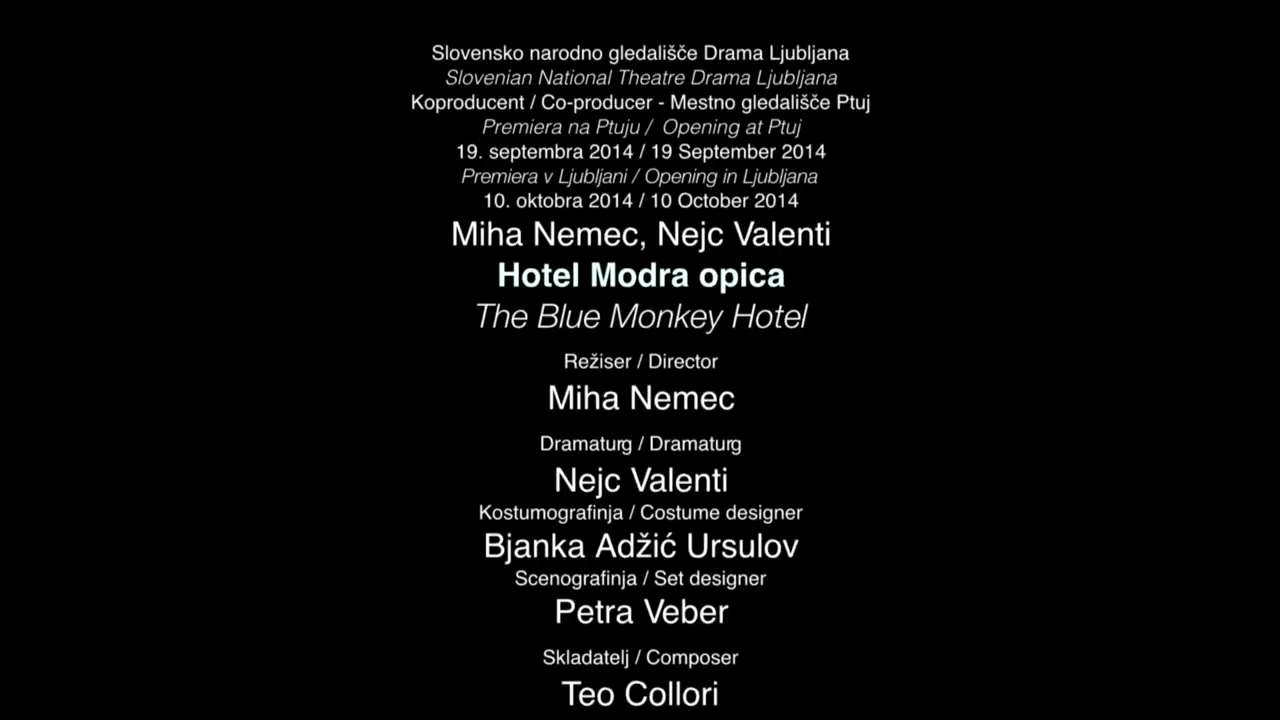 Slovensko narodno gledališče Drama Ljubljana
Slovenian National Theatre Drama Ljubljana
Koproducent / Co-producer - Mestno gledališče Ptuj
Premiera na Ptuju / Opening at Ptuj
19. septembra 2014 / 19 September 2014
Premiera v Ljubljani / Opening in Ljubljana
10. oktobra 2014 / 10 October 2014
Miha Nemec, Nejc Valenti
Hotel Modra opica
The Blue Monkey Hotel
Režiser / Director
Miha Nemec
Dramaturg / Dramaturg
Nejc Valenti
Kostumografinja / Costume designer
Bjanka Adžić Ursulov
Scenografinja / Set designer
Petra Veber
Skladatelj / Composer
Teo Collori